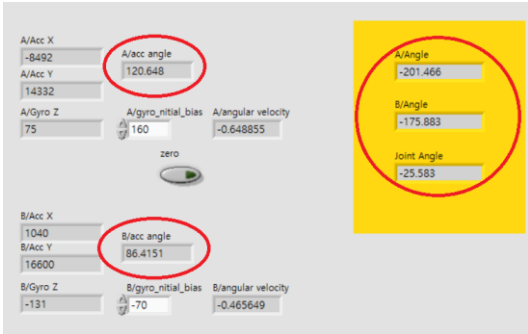 A/Acc X
-8492
A/Acc Y
14332
A/acc angle
120.648
A/Gyro Z
75
A/gyro_nitial_bias
160
A/angular velocity
-0.648855
zero
B/Acc X
1040
B/Acc Y
16600
B/acc angle
86.4151
B/Gyro Z
-131
B/gyro_nitial_bias
-70
B/angular velocity
-0.465649
A/Angle
-201.466
B/Angle
-175.883
Joint Angle
-25.583